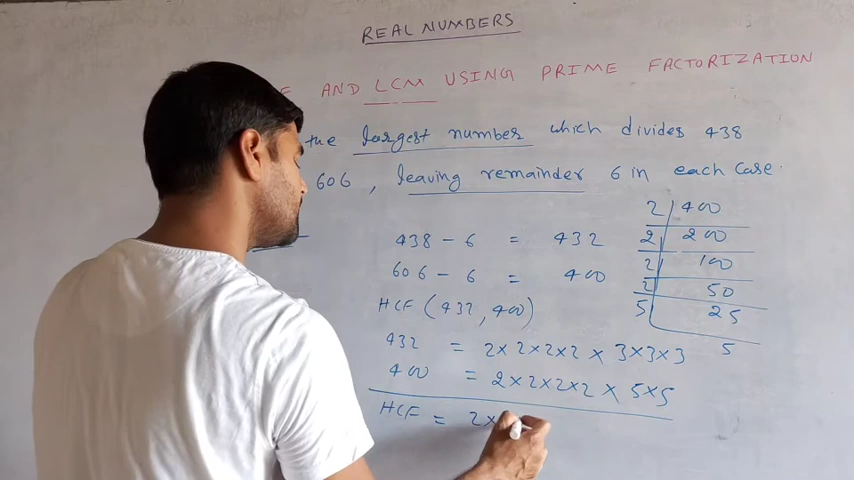 REAL NUMBERS
AND LCM USING PRIME FACTORIZATION
the largest number which divides 438
606 , leaving remainder 6 in each case
438 - 6 = 432
606 - 6 = 400
HCF (432, 400)
432 = 2×2×2×2 × 3×3×3
400 = 2×2×2×2 × 5×5
HCF = 2×
2 400
2 200
2 100
2 50
5 25
5